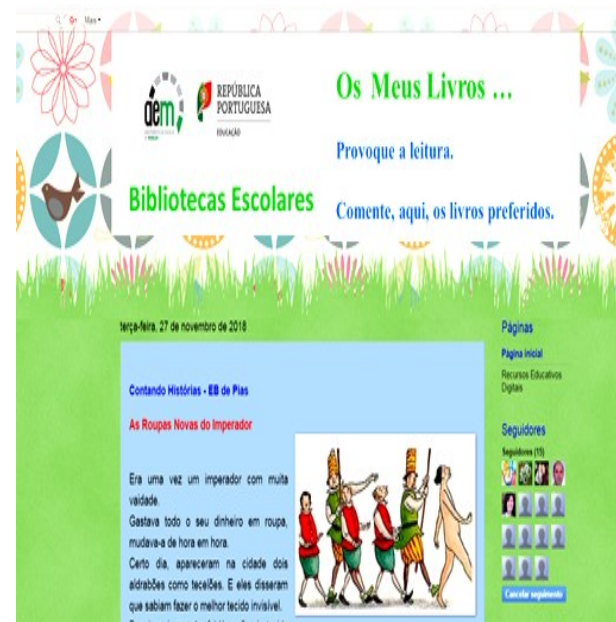 Mais
REPÚBLICA
PORTUGUESA
EDUCAÇÃO
aem
Bibliotecas Escolares
Os Meus Livros ...
Provoque a leitura.
Comente, aqui, os livros preferidos.
terça-feira, 27 de novembro de 2018
Contando Histórias - EB de Pias
As Roupas Novas do Imperador
Era uma vez um imperador com muita
vaidade.
Gastava todo o seu dinheiro em roupa,
mudava-a de hora em hora.
Certo dia, apareceram na cidade dois
aldrabões como tecelões. E eles disseram
que sabiam fazer o melhor tecido invisível.
Páginas
Página inicial
Recursos Educativos
Digitais
Seguidores
Seguidores (15)
Cancelar seguimento